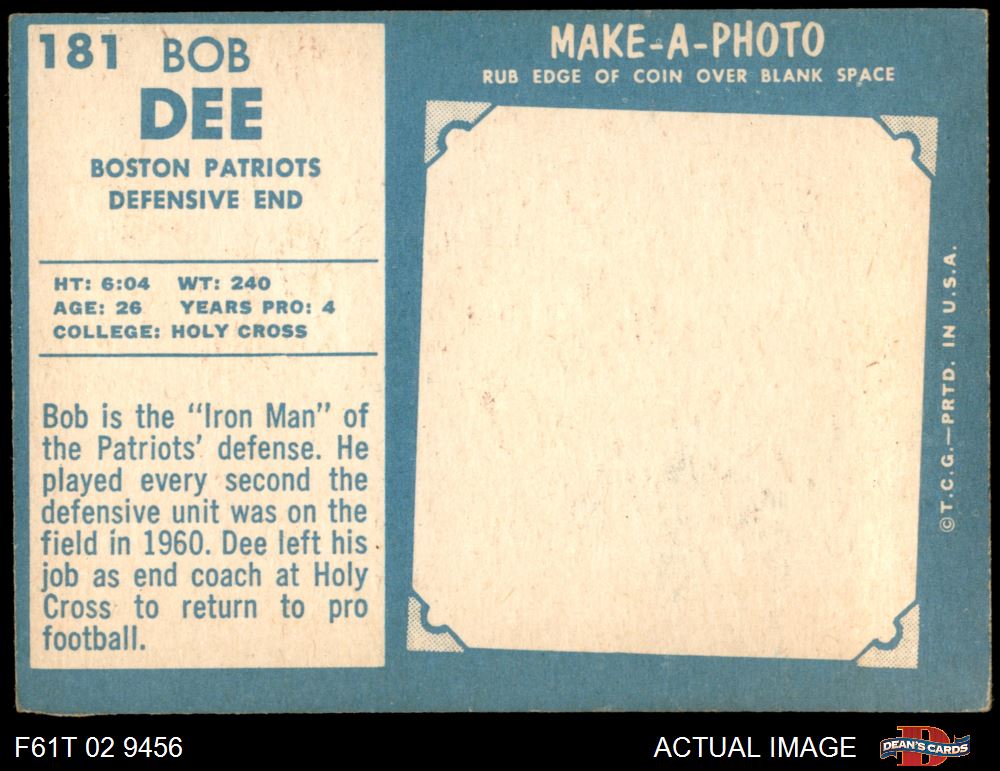 181 BOB
DEE
BOSTON PATRIOTS
DEFENSIVE END
HT: 6:04 WT: 240
AGE: 26 YEARS PRO: 4
COLLEGE: HOLY CROSS
Bob is the “Iron Man” of
the Patriots’ defense. He
played every second the
defensive unit was on the
field in 1960. Dee left his
job as end coach at Holy
Cross to return to pro
football.
MAKE-A-PHOTO
RUB EDGE OF COIN OVER BLANK SPACE
©T.C.G.—PRTD. IN U.S.A.
F61T 02 9456
ACTUAL IMAGE
D
DEAN'S CARDS